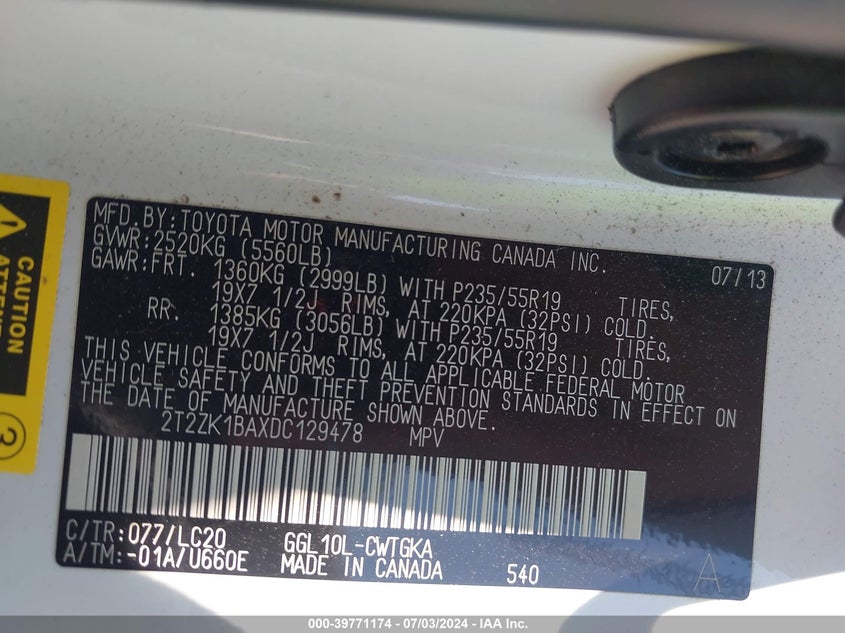 MFD.BY:TOYOTA MOTOR MANUFACTURING CANADA INC. 07/13
GVWR:2520KG (5560LB)
GAWR:FRT. 1360KG (2999LB) WITH P235/55R19 TIRES,
19X7 1/2J RIMS, AT 220KPA (32PSI) COLD.
RR. 1385KG (3056LB) WITH P235/55R19 TIRES,
19X7 1/2J RIMS, AT 220KPA (32PSI) COLD.
THIS VEHICLE CONFORMS TO ALL APPLICABLE FEDERAL MOTOR
VEHICLE SAFETY AND THEFT PREVENTION STANDARDS IN EFFECT ON
THE DATE OF MANUFACTURE SHOWN ABOVE.
2T2ZK1BAXDC129478 MPV
C/TR:077/LC20 GGL10L-CWTGKA
A/TM:-01A/U660E MADE IN CANADA 540
A
3
000-39771174 / 07/03/2024 - IAA Inc.